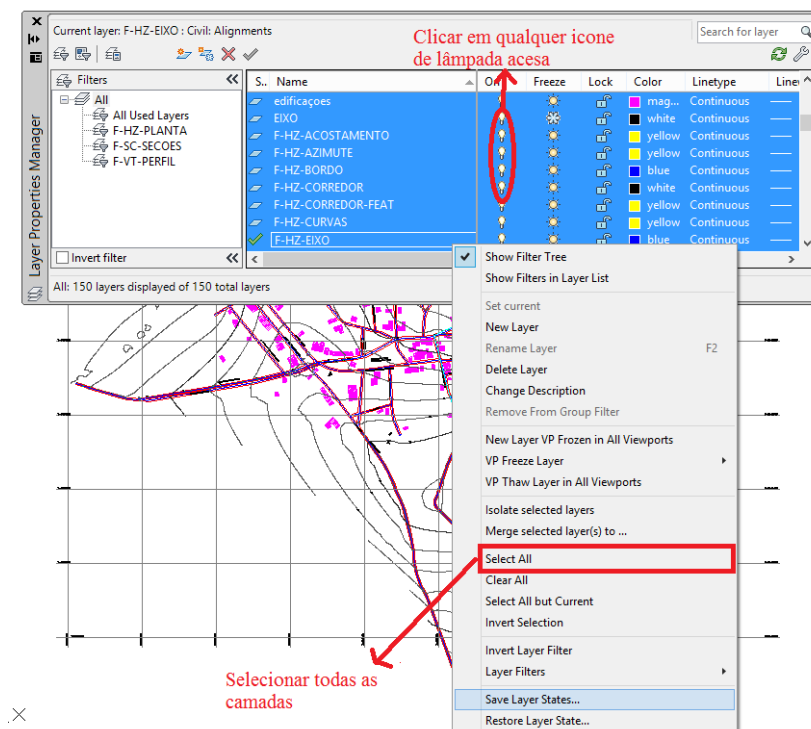 Current layer: F-HZ-EIXO : Civil: Alignments
Search for layer
Clicar em qualquer icone
de lâmpada acesa
Layer Properties Manager
Filters
All
All Used Layers
F-HZ-PLANTA
F-SC-SECOES
F-VT-PERFIL
Invert filter
S.. Name On Freeze Lock Color Linetype
edificaçoes mag... Continuous
EIXO white Continuous
F-HZ-ACOSTAMENTO yellow Continuous
F-HZ-AZIMUTE yellow Continuous
F-HZ-BORDO blue Continuous
F-HZ-CORREDOR white Continuous
F-HZ-CORREDOR-FEAT yellow Continuous
F-HZ-CURVAS yellow Continuous
F-HZ-EIXO blue Continuous
All: 150 layers displayed of 150 total layers
Show Filter Tree
Show Filters in Layer List
Set current
New Layer
Rename Layer F2
Delete Layer
Change Description
Remove From Group Filter
New Layer VP Frozen in All Viewports
VP Freeze Layer
VP Thaw Layer in All Viewports
Isolate selected layers
Merge selected layer(s) to ...
Select All
Clear All
Select All but Current
Invert Selection
Invert Layer Filter
Layer Filters
Save Layer States...
Restore Layer State...
Selecionar todas as
camadas